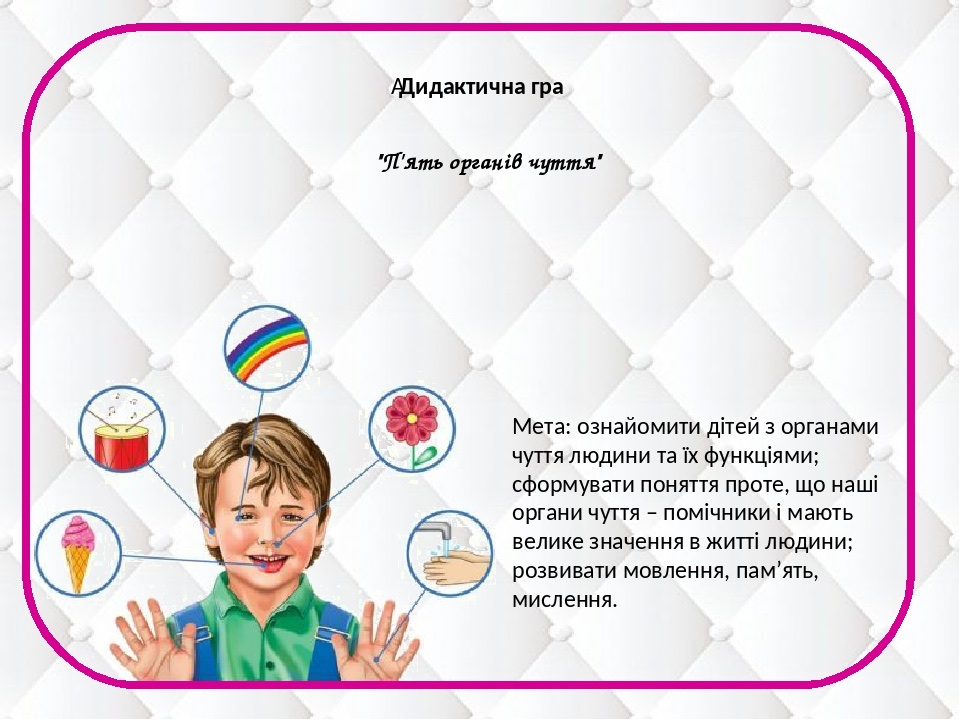 АДидактична гра
"П'ять органів чуття"
Мета: ознайомити дітей з органами
чуття людини та їх функціями;
сформувати поняття проте, що наші
органи чуття – помічники і мають
велике значення в житті людини;
розвивати мовлення, пам’ять,
мислення.